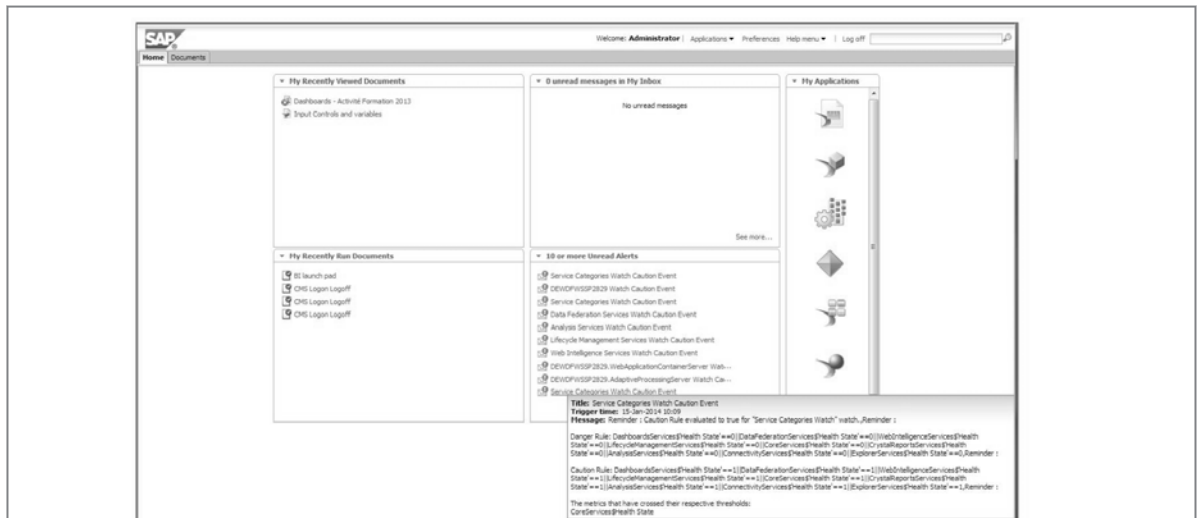 SAP
Welcome: Administrator | Applications Preferences Help menu | Log off
Home Documents
My Recently Viewed Documents
Dashboards - Activité Formation 2013
Input Controls and variables
0 unread messages in My Inbox
No unread messages
See more...
My Applications
My Recently Run Documents
BI launch pad
CMS Logon Logoff
CMS Logon Logoff
CMS Logon Logoff
10 or more Unread Alerts
Service Categories Watch Caution Event
DEWDFWSSP2829 Watch Caution Event
Service Categories Watch Caution Event
Data Federation Services Watch Caution Event
Analysis Services Watch Caution Event
Lifecycle Management Services Watch Caution Event
Web Intelligence Services Watch Caution Event
DEWDFWSSP2829.WebApplicationContainerServer Wat...
DEWDFWSSP2829.AdaptiveProcessingServer Watch Ca...
Service Categories Watch Caution Event
Title: Service Categories Watch Caution Event
Trigger time: 15-Jan-2014 10:09
Message: Reminder : Caution Rule evaluated to true for "Service Categories Watch" watch.,Reminder :
Danger Rule: DashboardsServices$'Health State'==0||DataFederationServices$'Health State'==0||WebIntelligenceServices$'Health
State'==0||LifecycleManagementServices$'Health State'==0||CoreServices$'Health State'==0||CrystalReportsServices$'Health
State'==0||AnalysisServices$'Health State'==0||ConnectivityServices$'Health State'==0||ExplorerServices$'Health State'==0,Reminder :
Caution Rule: DashboardsServices$'Health State'==1||DataFederationServices$'Health State'==1||WebIntelligenceServices$'Health
State'==1||LifecycleManagementServices$'Health State'==1||CoreServices$'Health State'==1||CrystalReportsServices$'Health
State'==1||AnalysisServices$'Health State'==1||ConnectivityServices$'Health State'==1||ExplorerServices$'Health State'==1,Reminder :
The metrics that have crossed their respective thresholds:
CoreServices$Health State